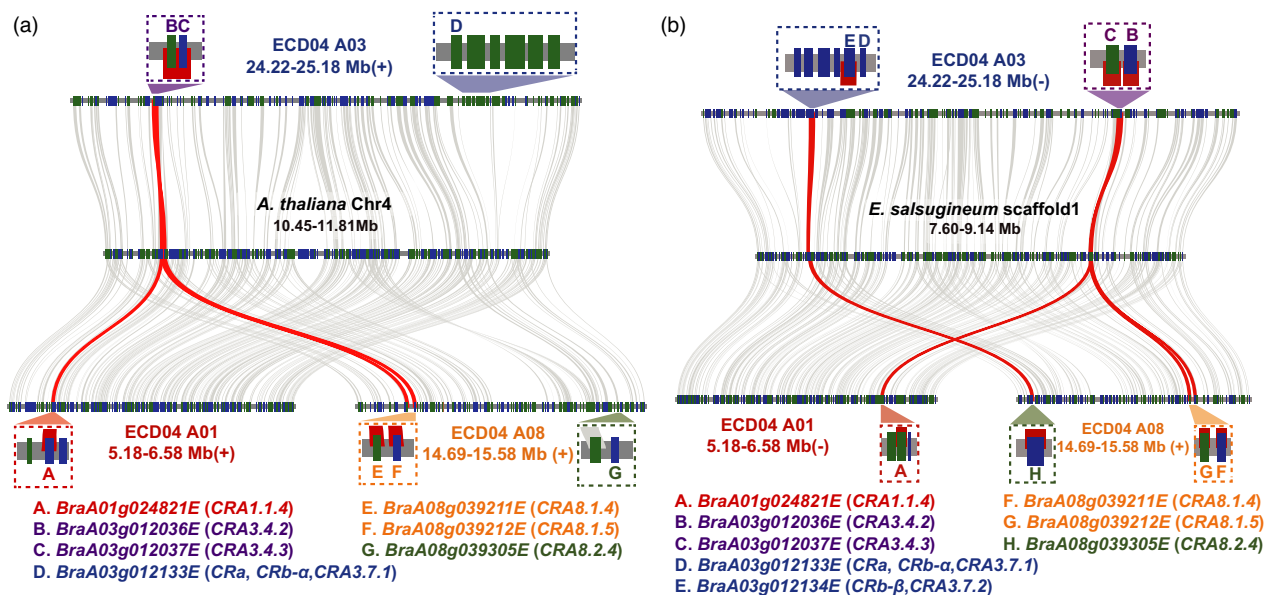 (a)
BC
ECD04 A03
24.22-25.18 Mb(+)
D
A. thaliana Chr4
10.45-11.81Mb
ECD04 A01
5.18-6.58 Mb(+)
A
E F
ECD04 A08
14.69-15.58 Mb (+)
G
A. BraA01g024821E (CRA1.1.4)
B. BraA03g012036E (CRA3.4.2)
C. BraA03g012037E (CRA3.4.3)
D. BraA03g012133E (CRa, CRb-α,CRA3.7.1)
E. BraA08g039211E (CRA8.1.4)
F. BraA08g039212E (CRA8.1.5)
G. BraA08g039305E (CRA8.2.4)
(b)
E D
ECD04 A03
24.22-25.18 Mb(-)
C B
E. salsugineum scaffold1
7.60-9.14 Mb
ECD04 A01
5.18-6.58 Mb(-)
A
H
ECD04 A08
14.69-15.58 Mb (+)
G F
A. BraA01g024821E (CRA1.1.4)
B. BraA03g012036E (CRA3.4.2)
C. BraA03g012037E (CRA3.4.3)
D. BraA03g012133E (CRa, CRb-α,CRA3.7.1)
E. BraA03g012134E (CRb-β,CRA3.7.2)
F. BraA08g039211E (CRA8.1.4)
G. BraA08g039212E (CRA8.1.5)
H. BraA08g039305E (CRA8.2.4)